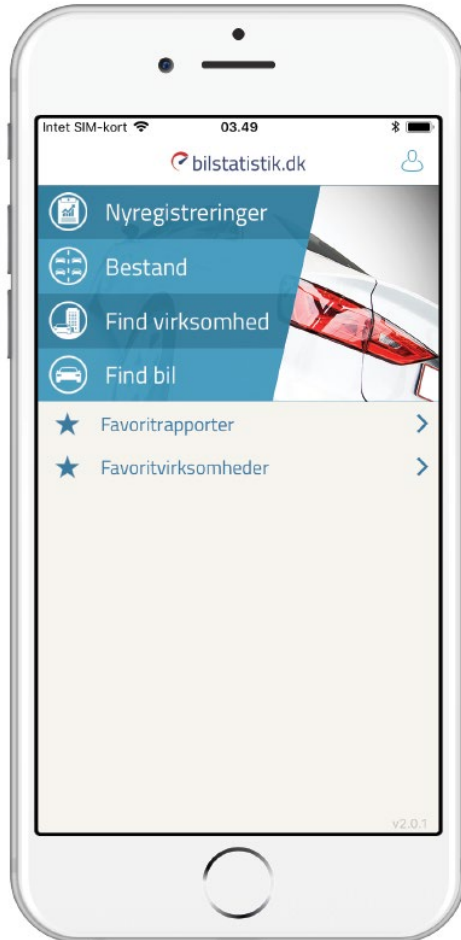 Intet SIM-kort 03.49
bilstatistik.dk
Nyregistreringer
Bestand
Find virksomhed
Find bil
Favoritrapporter
Favoritvirksomheder
v2.0.1